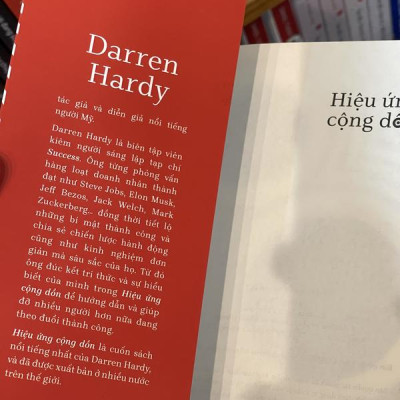 Darren
Hardy
tác giả và diễn giả nổi tiếng
người Mỹ.
Darren Hardy là biên tập viên
kiêm người sáng lập tạp chí
Success. Ông từng phỏng vấn
hàng loạt doanh nhân thành
đạt như Steve Jobs, Elon Musk,
Jeff Bezos, Jack Welch, Mark
Zuckerberg... đồng thời tiết lộ
những bí mật thành công và
chia sẻ chiến lược hành động
cũng như kinh nghiệm đơn
giản mà sâu sắc của họ. Từ đó
ông đúc kết tri thức và sự hiểu
biết của mình trong Hiệu ứng
cộng dồn để hướng dẫn và giúp
đỡ nhiều người hơn nữa đang
theo đuổi thành công.
Hiệu ứng cộng dồn là cuốn sách
nổi tiếng nhất của Darren Hardy,
và đã được xuất bản ở nhiều nước
trên thế giới.
Hiệu ứn
cộng dồ